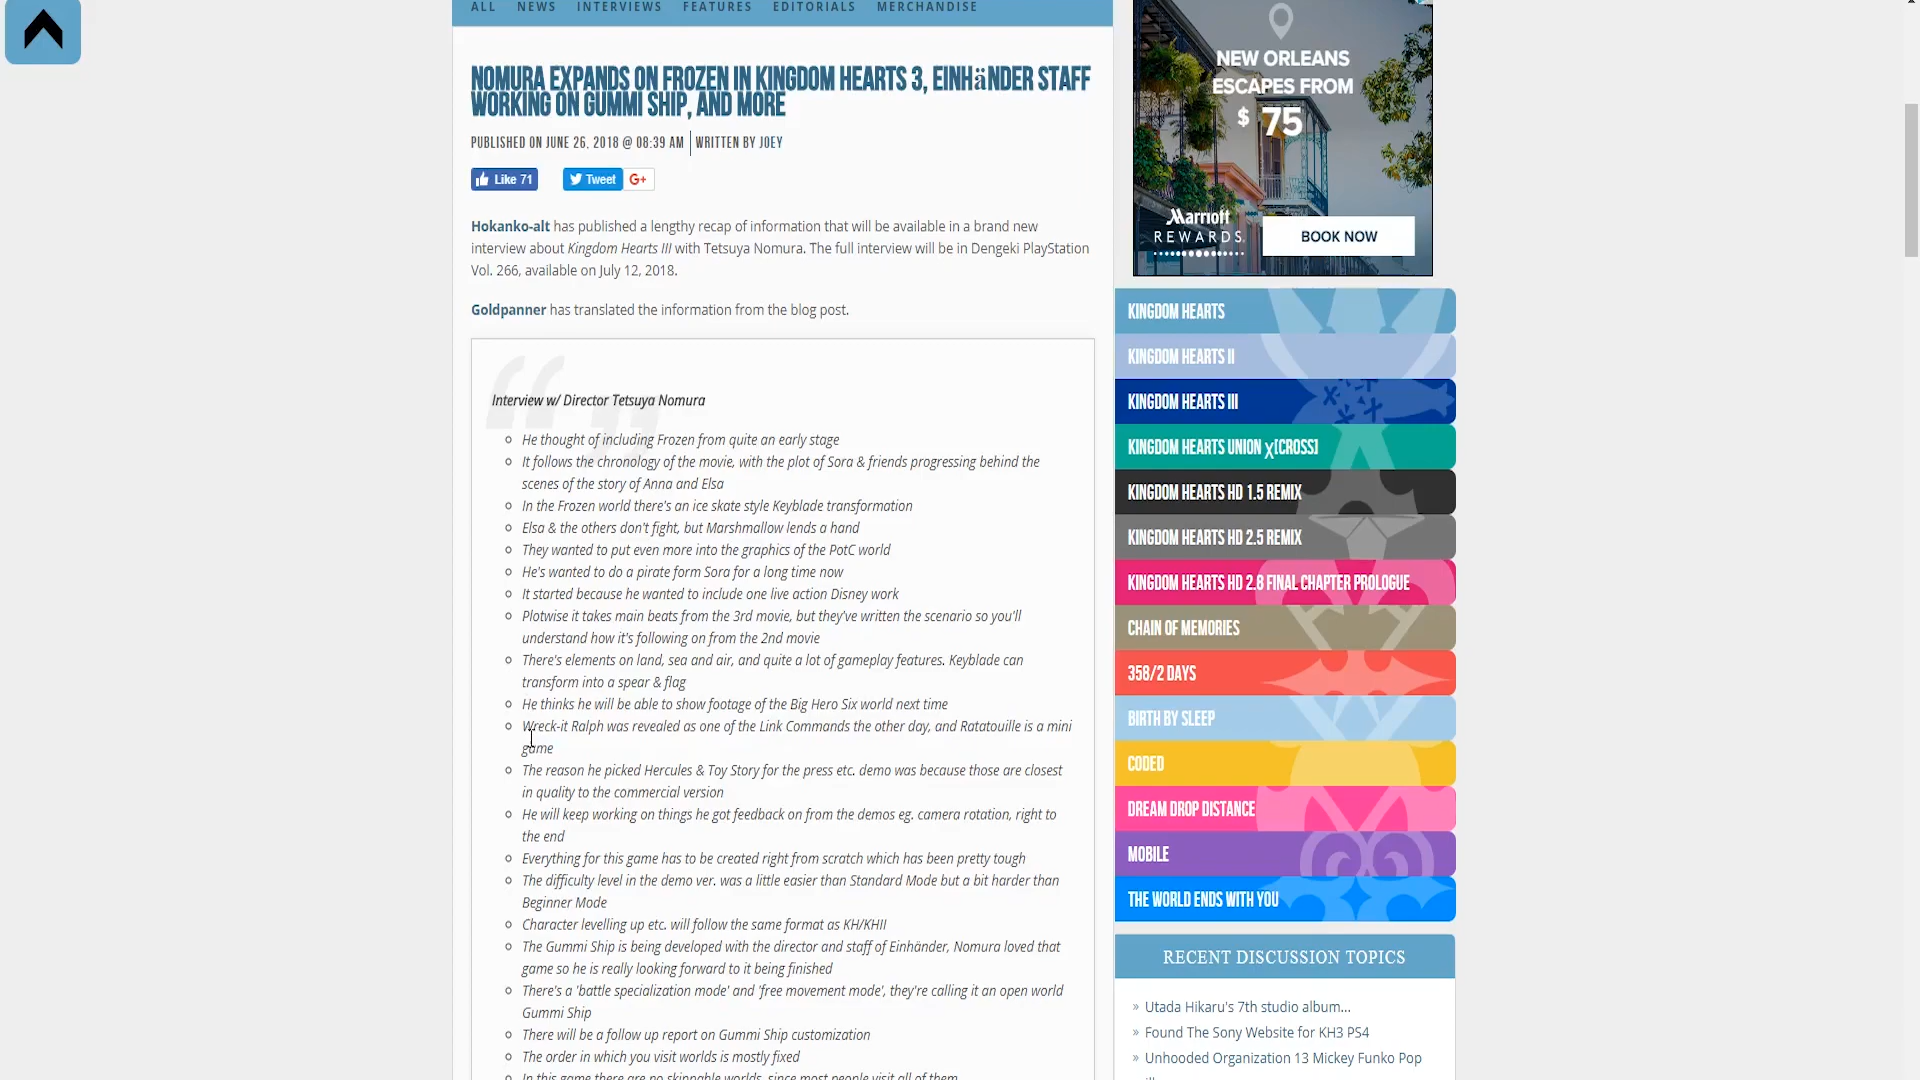 ALL NEWS INTERVIEWS FEATURES EDITORIALS MERCHANDISE
NOMURA EXPANDS ON FROZEN IN KINGDOM HEARTS 3, EINHäNDER STAFF
WORKING ON GUMMI SHIP, AND MORE
PUBLISHED ON JUNE 26, 2018 @ 08:39 AM WRITTEN BY JOEY
Like 71 Tweet G+
Hokanko-alt has published a lengthy recap of information that will be available in a brand new
interview about Kingdom Hearts III with Tetsuya Nomura. The full interview will be in Dengeki PlayStation
Vol. 266, available on July 12, 2018.
Goldpanner has translated the information from the blog post.
Interview w/ Director Tetsuya Nomura
He thought of including Frozen from quite an early stage
It follows the chronology of the movie, with the plot of Sora & friends progressing behind the
scenes of the story of Anna and Elsa
In the Frozen world there's an ice skate style Keyblade transformation
Elsa & the others don't fight, but Marshmallow lends a hand
They wanted to put even more into the graphics of the PotC world
He's wanted to do a pirate form Sora for a long time now
It started because he wanted to include one live action Disney work
Plotwise it takes main beats from the 3rd movie, but they've written the scenario so you'll
understand how it's following on from the 2nd movie
There's elements on land, sea and air, and quite a lot of gameplay features. Keyblade can
transform into a spear & flag
He thinks he will be able to show footage of the Big Hero Six world next time
Wreck-it Ralph was revealed as one of the Link Commands the other day, and Ratatouille is a mini
game
The reason he picked Hercules & Toy Story for the press etc. demo was because those are closest
in quality to the commercial version
He will keep working on things he got feedback on from the demos eg. camera rotation, right to
the end
Everything for this game has to be created right from scratch which has been pretty tough
The difficulty level in the demo ver. was a little easier than Standard Mode but a bit harder than
Beginner Mode
Character levelling up etc. will follow the same format as KH/KHII
The Gummi Ship is being developed with the director and staff of Einhänder, Nomura loved that
game so he is really looking forward to it being finished
There's a 'battle specialization mode' and 'free movement mode', they're calling it an open world
Gummi Ship
There will be a follow up report on Gummi Ship customization
The order in which you visit worlds is mostly fixed
In this game there are no skippable worlds, since most people visit all of them
NEW ORLEANS
ESCAPES FROM
$ 75
Marriott
REWARDS.
BOOK NOW
KINGDOM HEARTS
KINGDOM HEARTS II
KINGDOM HEARTS III
KINGDOM HEARTS UNION χ[CROSS]
KINGDOM HEARTS HD 1.5 REMIX
KINGDOM HEARTS HD 2.5 REMIX
KINGDOM HEARTS HD 2.8 FINAL CHAPTER PROLOGUE
CHAIN OF MEMORIES
358/2 DAYS
BIRTH BY SLEEP
CODED
DREAM DROP DISTANCE
MOBILE
THE WORLD ENDS WITH YOU
RECENT DISCUSSION TOPICS
» Utada Hikaru's 7th studio album...
» Found The Sony Website for KH3 PS4
» Unhooded Organization 13 Mickey Funko Pop